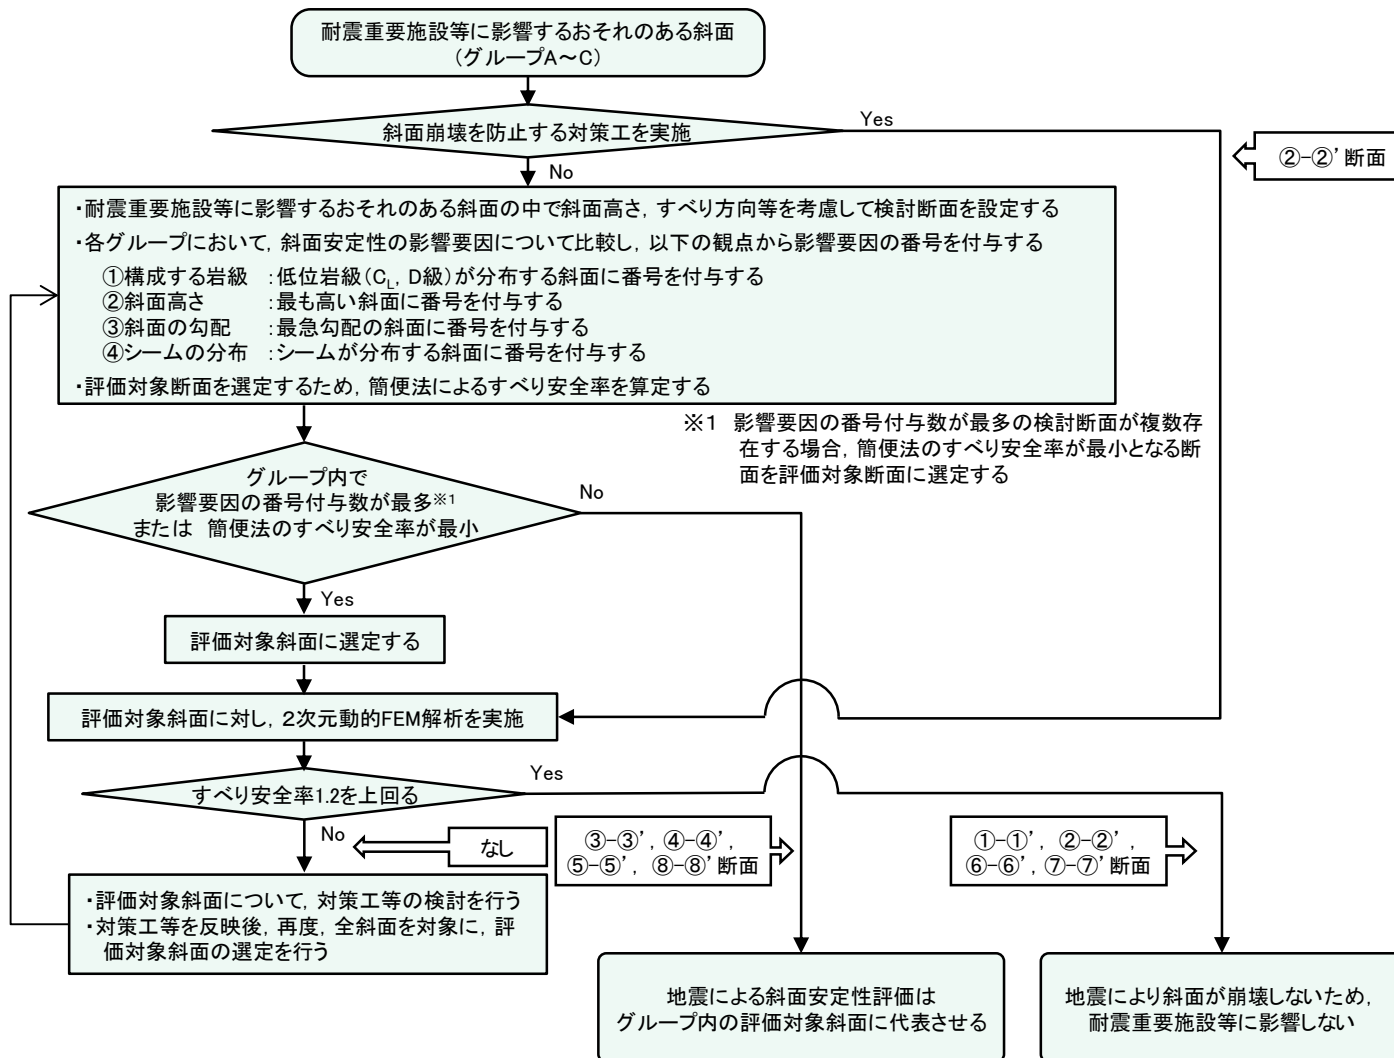 耐震重要施設等に影響するおそれのある斜面
（グループA～C）
斜面崩壊を防止する対策工を実施
Yes
②-②’断面
No
・耐震重要施設等に影響するおそれのある斜面の中で斜面高さ，すべり方向等を考慮して検討断面を設定する
・各グループにおいて，斜面安定性の影響要因について比較し，以下の観点から影響要因の番号を付与する
①構成する岩級　：低位岩級（CL，D級）が分布する斜面に番号を付与する
②斜面高さ　　　：最も高い斜面に番号を付与する
③斜面の勾配　　：最急勾配の斜面に番号を付与する
④シームの分布　：シームが分布する斜面に番号を付与する
・評価対象断面を選定するため，簡便法によるすべり安全率を算定する
※1　影響要因の番号付与数が最多の検討断面が複数存
在する場合，簡便法のすべり安全率が最小となる断
面を評価対象断面に選定する
グループ内で
影響要因の番号付与数が最多※1
または　簡便法のすべり安全率が最小
No
Yes
評価対象斜面に選定する
評価対象斜面に対し，2次元動的FEM解析を実施
すべり安全率1.2を上回る
Yes
No
なし
③-③’，④-④’，
⑤-⑤’，⑧-⑧’断面
①-①’，②-②’，
⑥-⑥’，⑦-⑦’断面
・評価対象斜面について，対策工等の検討を行う
・対策工等を反映後，再度，全斜面を対象に，評
価対象斜面の選定を行う
地震による斜面安定性評価は
グループ内の評価対象斜面に代表させる
地震により斜面が崩壊しないため，
耐震重要施設等に影響しない